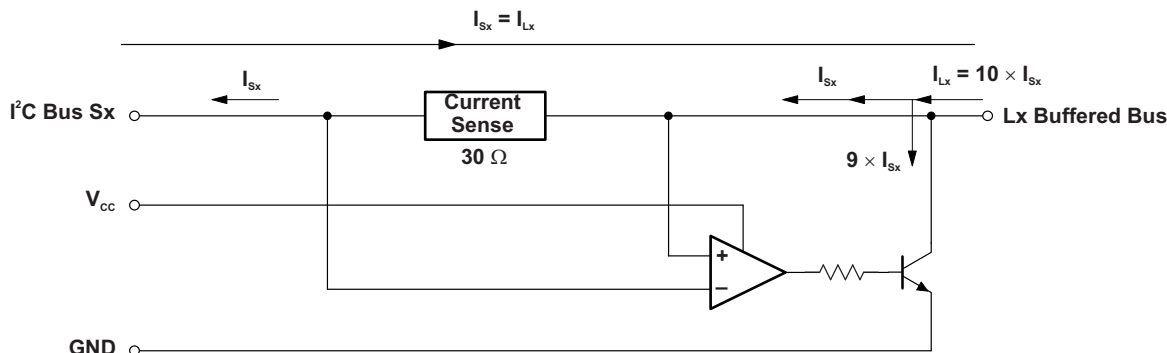 I_Sx = I_Lx
I_Sx
I_Sx
I_Lx = 10 × I_Sx
I²C Bus Sx
Current
Sense
Lx Buffered Bus
30 Ω
9 × I_Sx
V_CC
+
−
GND